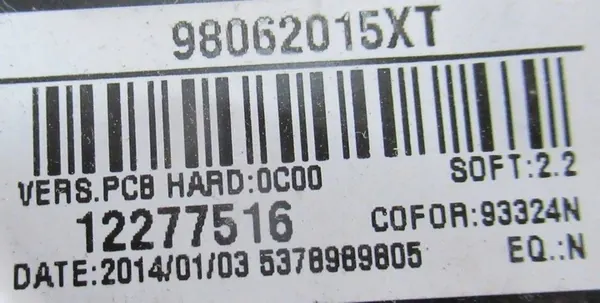 98062015XT
VERS.PCB HARD:0C00 SOFT:2.2
12277516 COFOR:93324N
DATE:2014/01/03 5378989805 EQ.:N